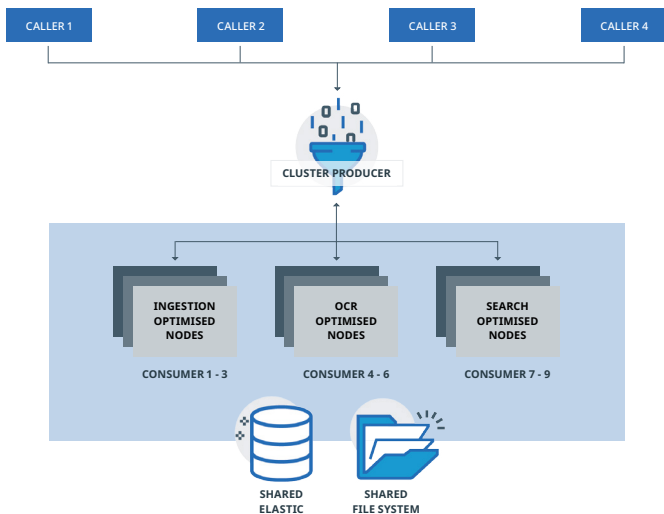 CALLER 1
CALLER 2
CALLER 3
CALLER 4
CLUSTER PRODUCER
INGESTION
OPTIMISED
NODES
OCR
OPTIMISED
NODES
SEARCH
OPTIMISED
NODES
CONSUMER 1 - 3
CONSUMER 4 - 6
CONSUMER 7 - 9
SHARED
ELASTIC
SHARED
FILE SYSTEM